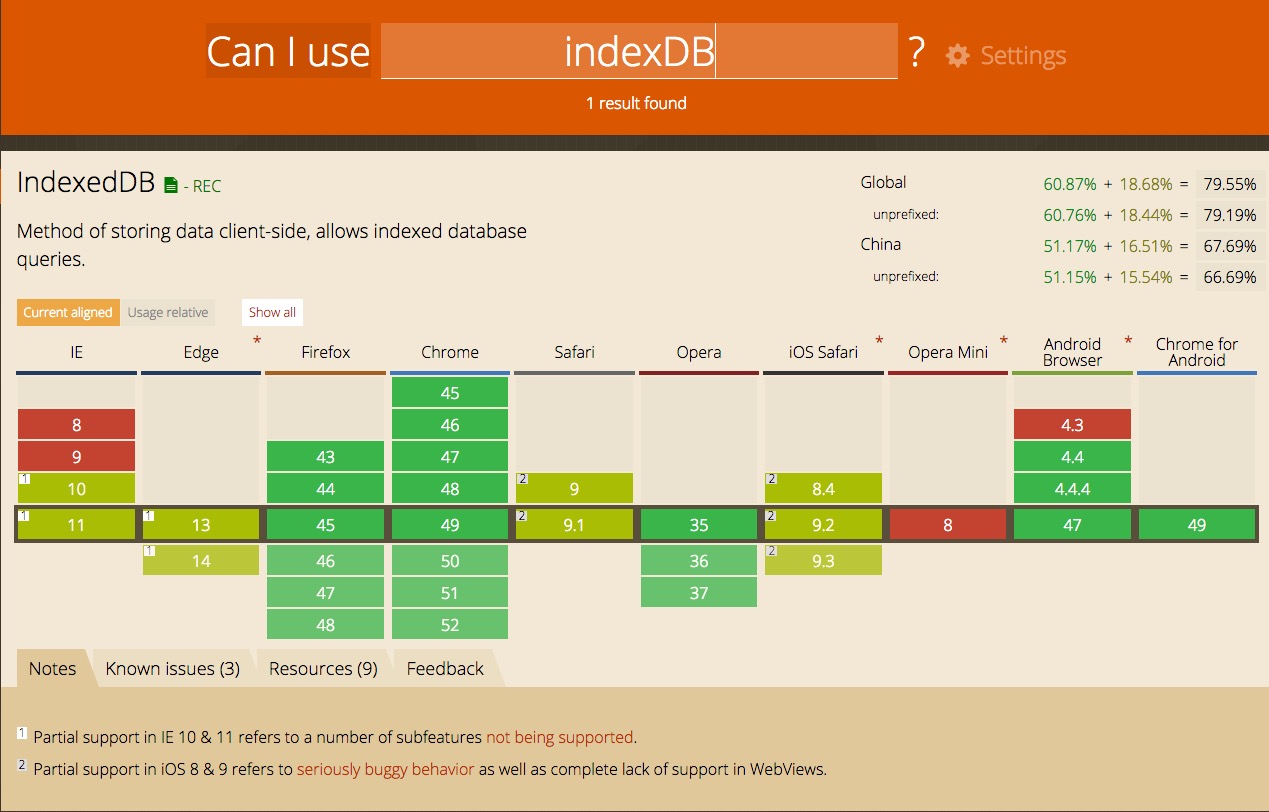 Can I use indexDB ? Settings
1 result found
IndexedDB - REC
Method of storing data client-side, allows indexed database
queries.
Global 60.87% + 18.68% = 79.55%
unprefixed: 60.76% + 18.44% = 79.19%
China 51.17% + 16.51% = 67.69%
unprefixed: 51.15% + 15.54% = 66.69%
Current aligned Usage relative Show all
IE Edge * Firefox Chrome Safari Opera iOS Safari * Opera Mini * Android Browser * Chrome for Android
45
8 46 4.3
9 43 47 4.4
1 10 44 48 2 9 2 8.4 4.4.4
1 11 1 13 45 49 2 9.1 35 2 9.2 8 47 49
1 14 46 50 36 2 9.3
47 51 37
48 52
Notes Known issues (3) Resources (9) Feedback
1 Partial support in IE 10 & 11 refers to a number of subfeatures not being supported.
2 Partial support in iOS 8 & 9 refers to seriously buggy behavior as well as complete lack of support in WebViews.